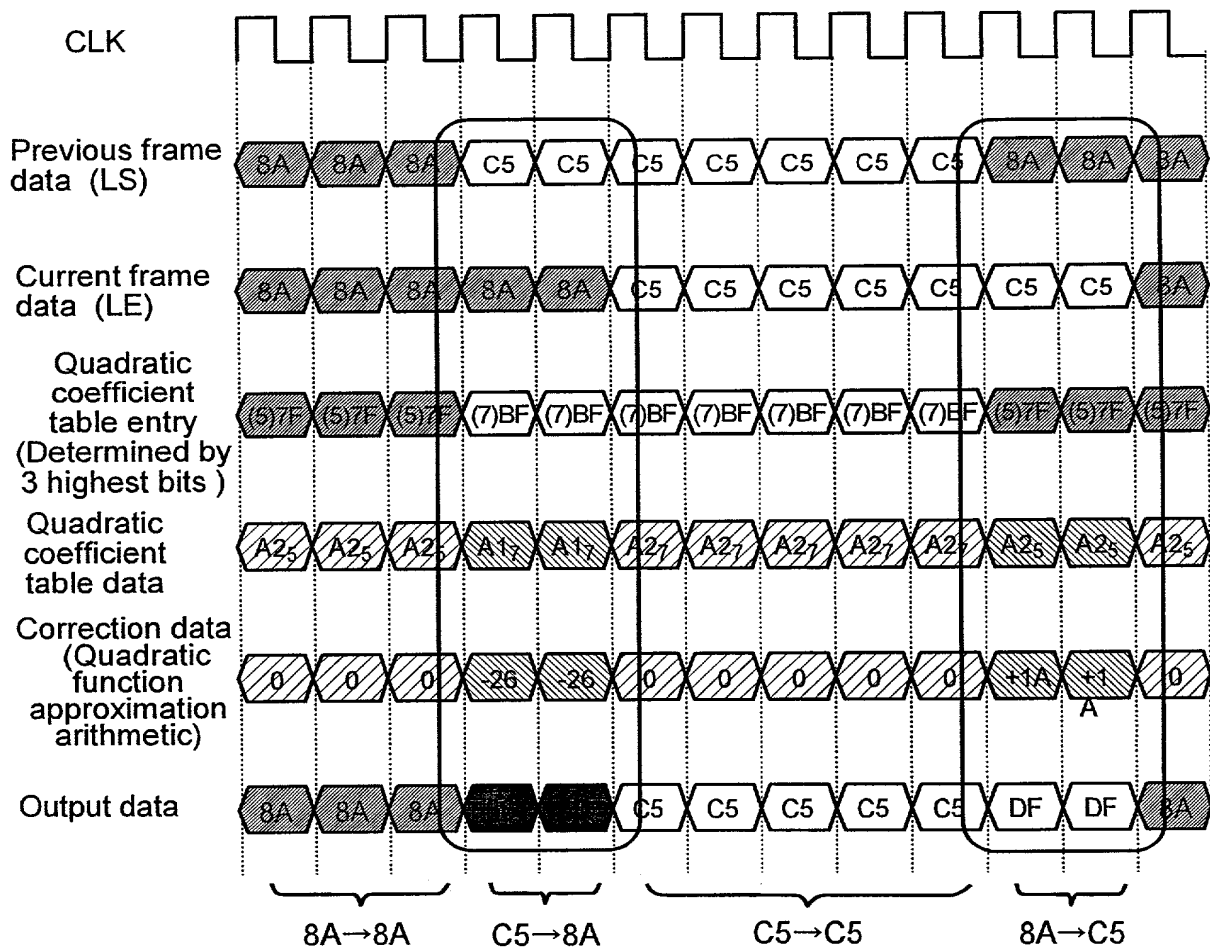 CLK
Previous frame
data (LS)
8A 8A 8A C5 C5 C5 C5 C5 C5 C5 8A 8A 8A
Current frame
data (LE)
8A 8A 8A 8A 8A C5 C5 C5 C5 C5 C5 C5 8A
Quadratic
coefficient
table entry
(Determined by
3 highest bits )
(5)7F (5)7F (5)7F (7)BF (7)BF (7)BF (7)BF (7)BF (7)BF (7)BF (5)7F (5)7F (5)7F
Quadratic
coefficient
table data
A25 A25 A25 A17 A17 A27 A27 A27 A27 A27 A25 A25 A25
Correction data
(Quadratic
function
approximation
arithmetic)
0 0 0 -26 -26 0 0 0 0 0 +1A +1
A
0
Output data
8A 8A 8A C5 C5 C5 C5 C5 DF DF 8A
8A→8A C5→8A C5→C5 8A→C5